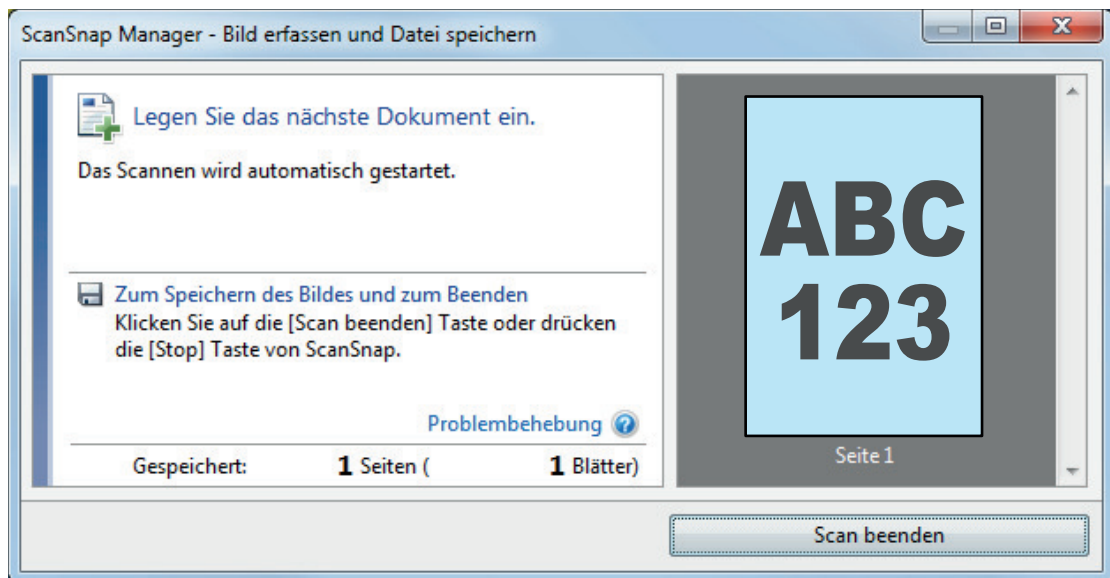 ScanSnap Manager - Bild erfassen und Datei speichern
Legen Sie das nächste Dokument ein.
Das Scannen wird automatisch gestartet.
Zum Speichern des Bildes und zum Beenden
Klicken Sie auf die [Scan beenden] Taste oder drücken
die [Stop] Taste von ScanSnap.
Problembehebung
Gespeichert: 1 Seiten ( 1 Blätter)
ABC
123
Seite 1
Scan beenden